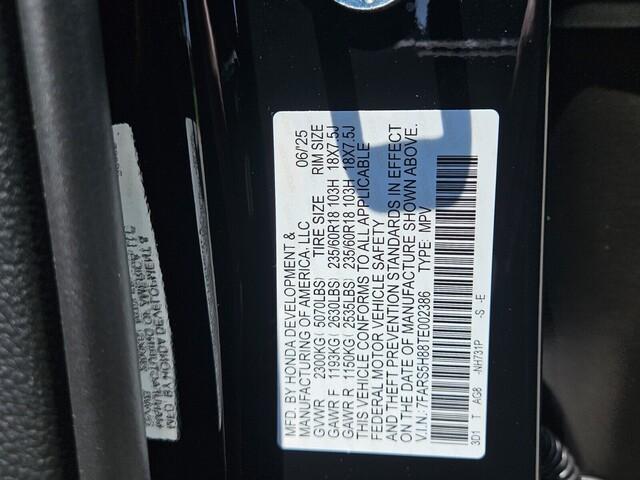 MFD. BY HONDA DEVELOPMENT &
MANUFACTURING OF AMERICA, LLC. 06/'25
GVWR 2300KG( 5070LBS) TIRE SIZE RIM SIZE
GAWR F 1193KG( 2630LBS) 235/60R18 103H 18X7.5J
GAWR R 1150KG( 2535LBS) 235/60R18 103H 18X7.5J
THIS VEHICLE CONFORMS TO ALL APPLICABLE
FEDERAL MOTOR VEHICLE SAFETY
AND THEFT PREVENTION STANDARDS IN EFFECT
ON THE DATE OF MANUFACTURE SHOWN ABOVE.
V.I.N.: 7FARS5H88TE002386 TYPE: MPV
3D1 T AG8 -NH731P -S -E